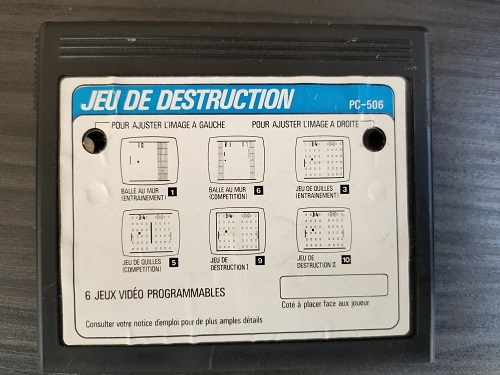 JEU DE DESTRUCTION PC-506
POUR AJUSTER L'IMAGE A GAUCHE POUR AJUSTER L'IMAGE A DROITE
BALLE AU MUR 1
(ENTRAINEMENT)
BALLE AU MUR 6
(COMPETITION)
JEU DE QUILLES 3
(ENTRAINEMENT)
JEU DE QUILLES 5
(COMPETITION)
JEU DE 9
DESTRUCTION I
JEU DE 10
DESTRUCTION II
6 JEUX VIDÉO PROGRAMMABLES
Coté à placer face aux joueur
Consulter votre notice d'emploi pour de plus amples détails